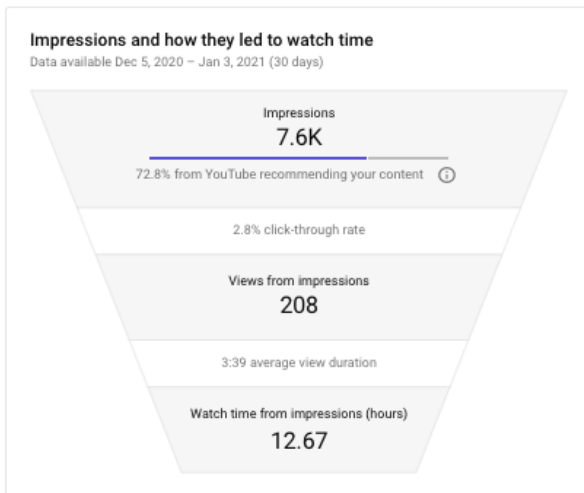 Impressions and how they led to watch time
Data available Dec 5, 2020 – Jan 3, 2021 (30 days)
Impressions
7.6K
72.8% from YouTube recommending your content
2.8% click-through rate
Views from impressions
208
3:39 average view duration
Watch time from impressions (hours)
12.67